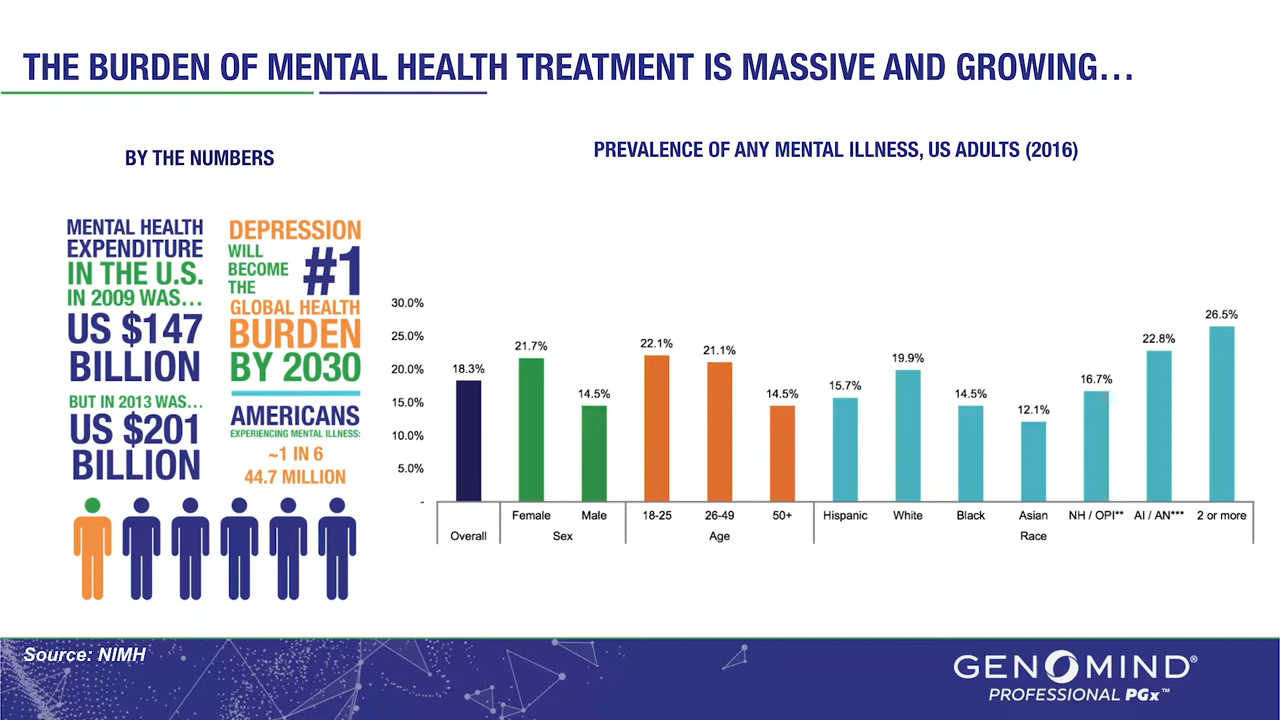 THE BURDEN OF MENTAL HEALTH TREATMENT IS MASSIVE AND GROWING...
BY THE NUMBERS
MENTAL HEALTH
EXPENDITURE
IN THE U.S.
IN 2009 WAS...
US $147
BILLION
BUT IN 2013 WAS...
US $201
BILLION
DEPRESSION
WILL
BECOME
THE
#1
GLOBAL HEALTH
BURDEN
BY 2030
AMERICANS
EXPERIENCING MENTAL ILLNESS:
~1 IN 6
44.7 MILLION
PREVALENCE OF ANY MENTAL ILLNESS, US ADULTS (2016)
30.0%
25.0%
20.0%
15.0%
10.0%
5.0%
-
18.3%
21.7%
14.5%
22.1%
21.1%
14.5%
15.7%
19.9%
14.5%
12.1%
16.7%
22.8%
26.5%
Female
Male
18-25
26-49
50+
Hispanic
White
Black
Asian
NH / OPI**
AI / AN***
2 or more
Overall
Sex
Age
Race
Source: NIMH
GENOMIND®
PROFESSIONAL PGx™